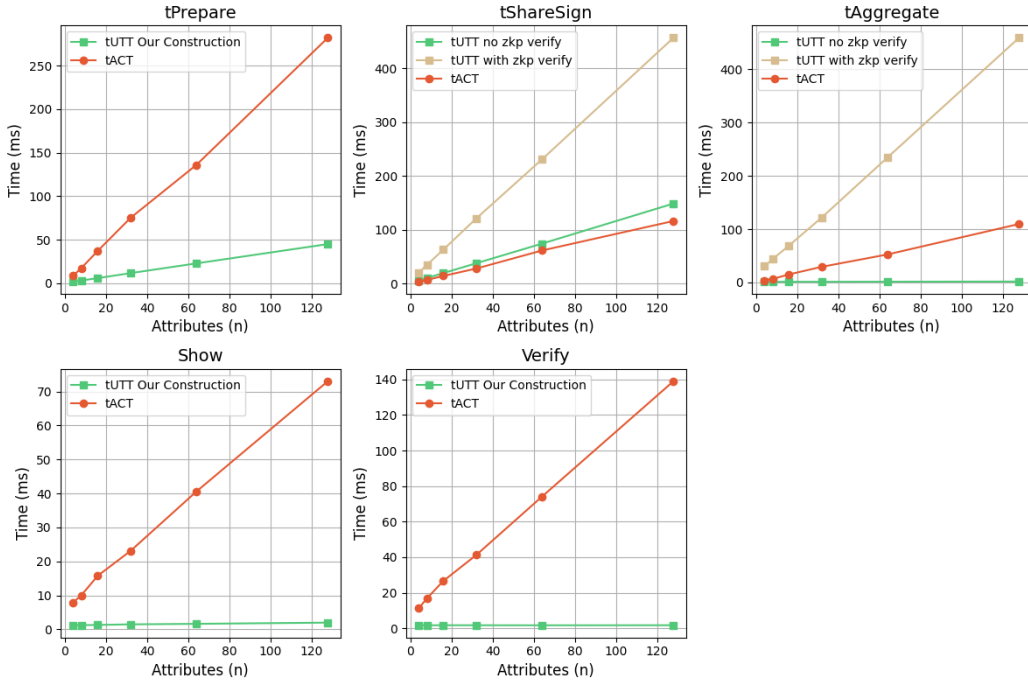 tPrepare
tUTT Our Construction
tACT
Time (ms)
250
200
150
100
50
0
0 20 40 60 80 100 120
Attributes (n)
tShareSign
tUTT no zkp verify
tUTT with zkp verify
tACT
Time (ms)
400
300
200
100
0
0 20 40 60 80 100 120
Attributes (n)
tAggregate
tUTT no zkp verify
tUTT with zkp verify
tACT
Time (ms)
400
300
200
100
0
0 20 40 60 80 100 120
Attributes (n)
Show
tUTT Our Construction
tACT
Time (ms)
70
60
50
40
30
20
10
0
0 20 40 60 80 100 120
Attributes (n)
Verify
tUTT Our Construction
tACT
Time (ms)
140
120
100
80
60
40
20
0
0 20 40 60 80 100 120
Attributes (n)